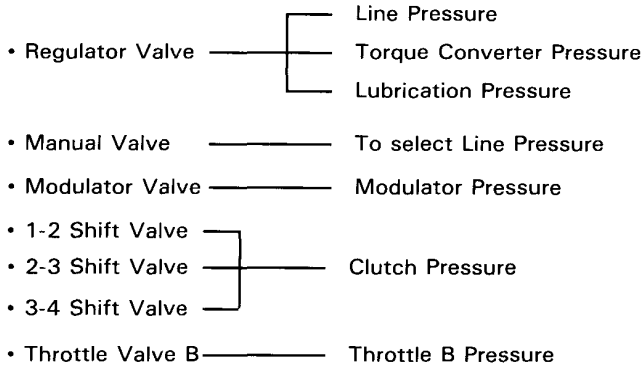 Line Pressure
• Regulator Valve Torque Converter Pressure
Lubrication Pressure
• Manual Valve To select Line Pressure
• Modulator Valve Modulator Pressure
• 1-2 Shift Valve
• 2-3 Shift Valve Clutch Pressure
• 3-4 Shift Valve
• Throttle Valve B Throttle B Pressure